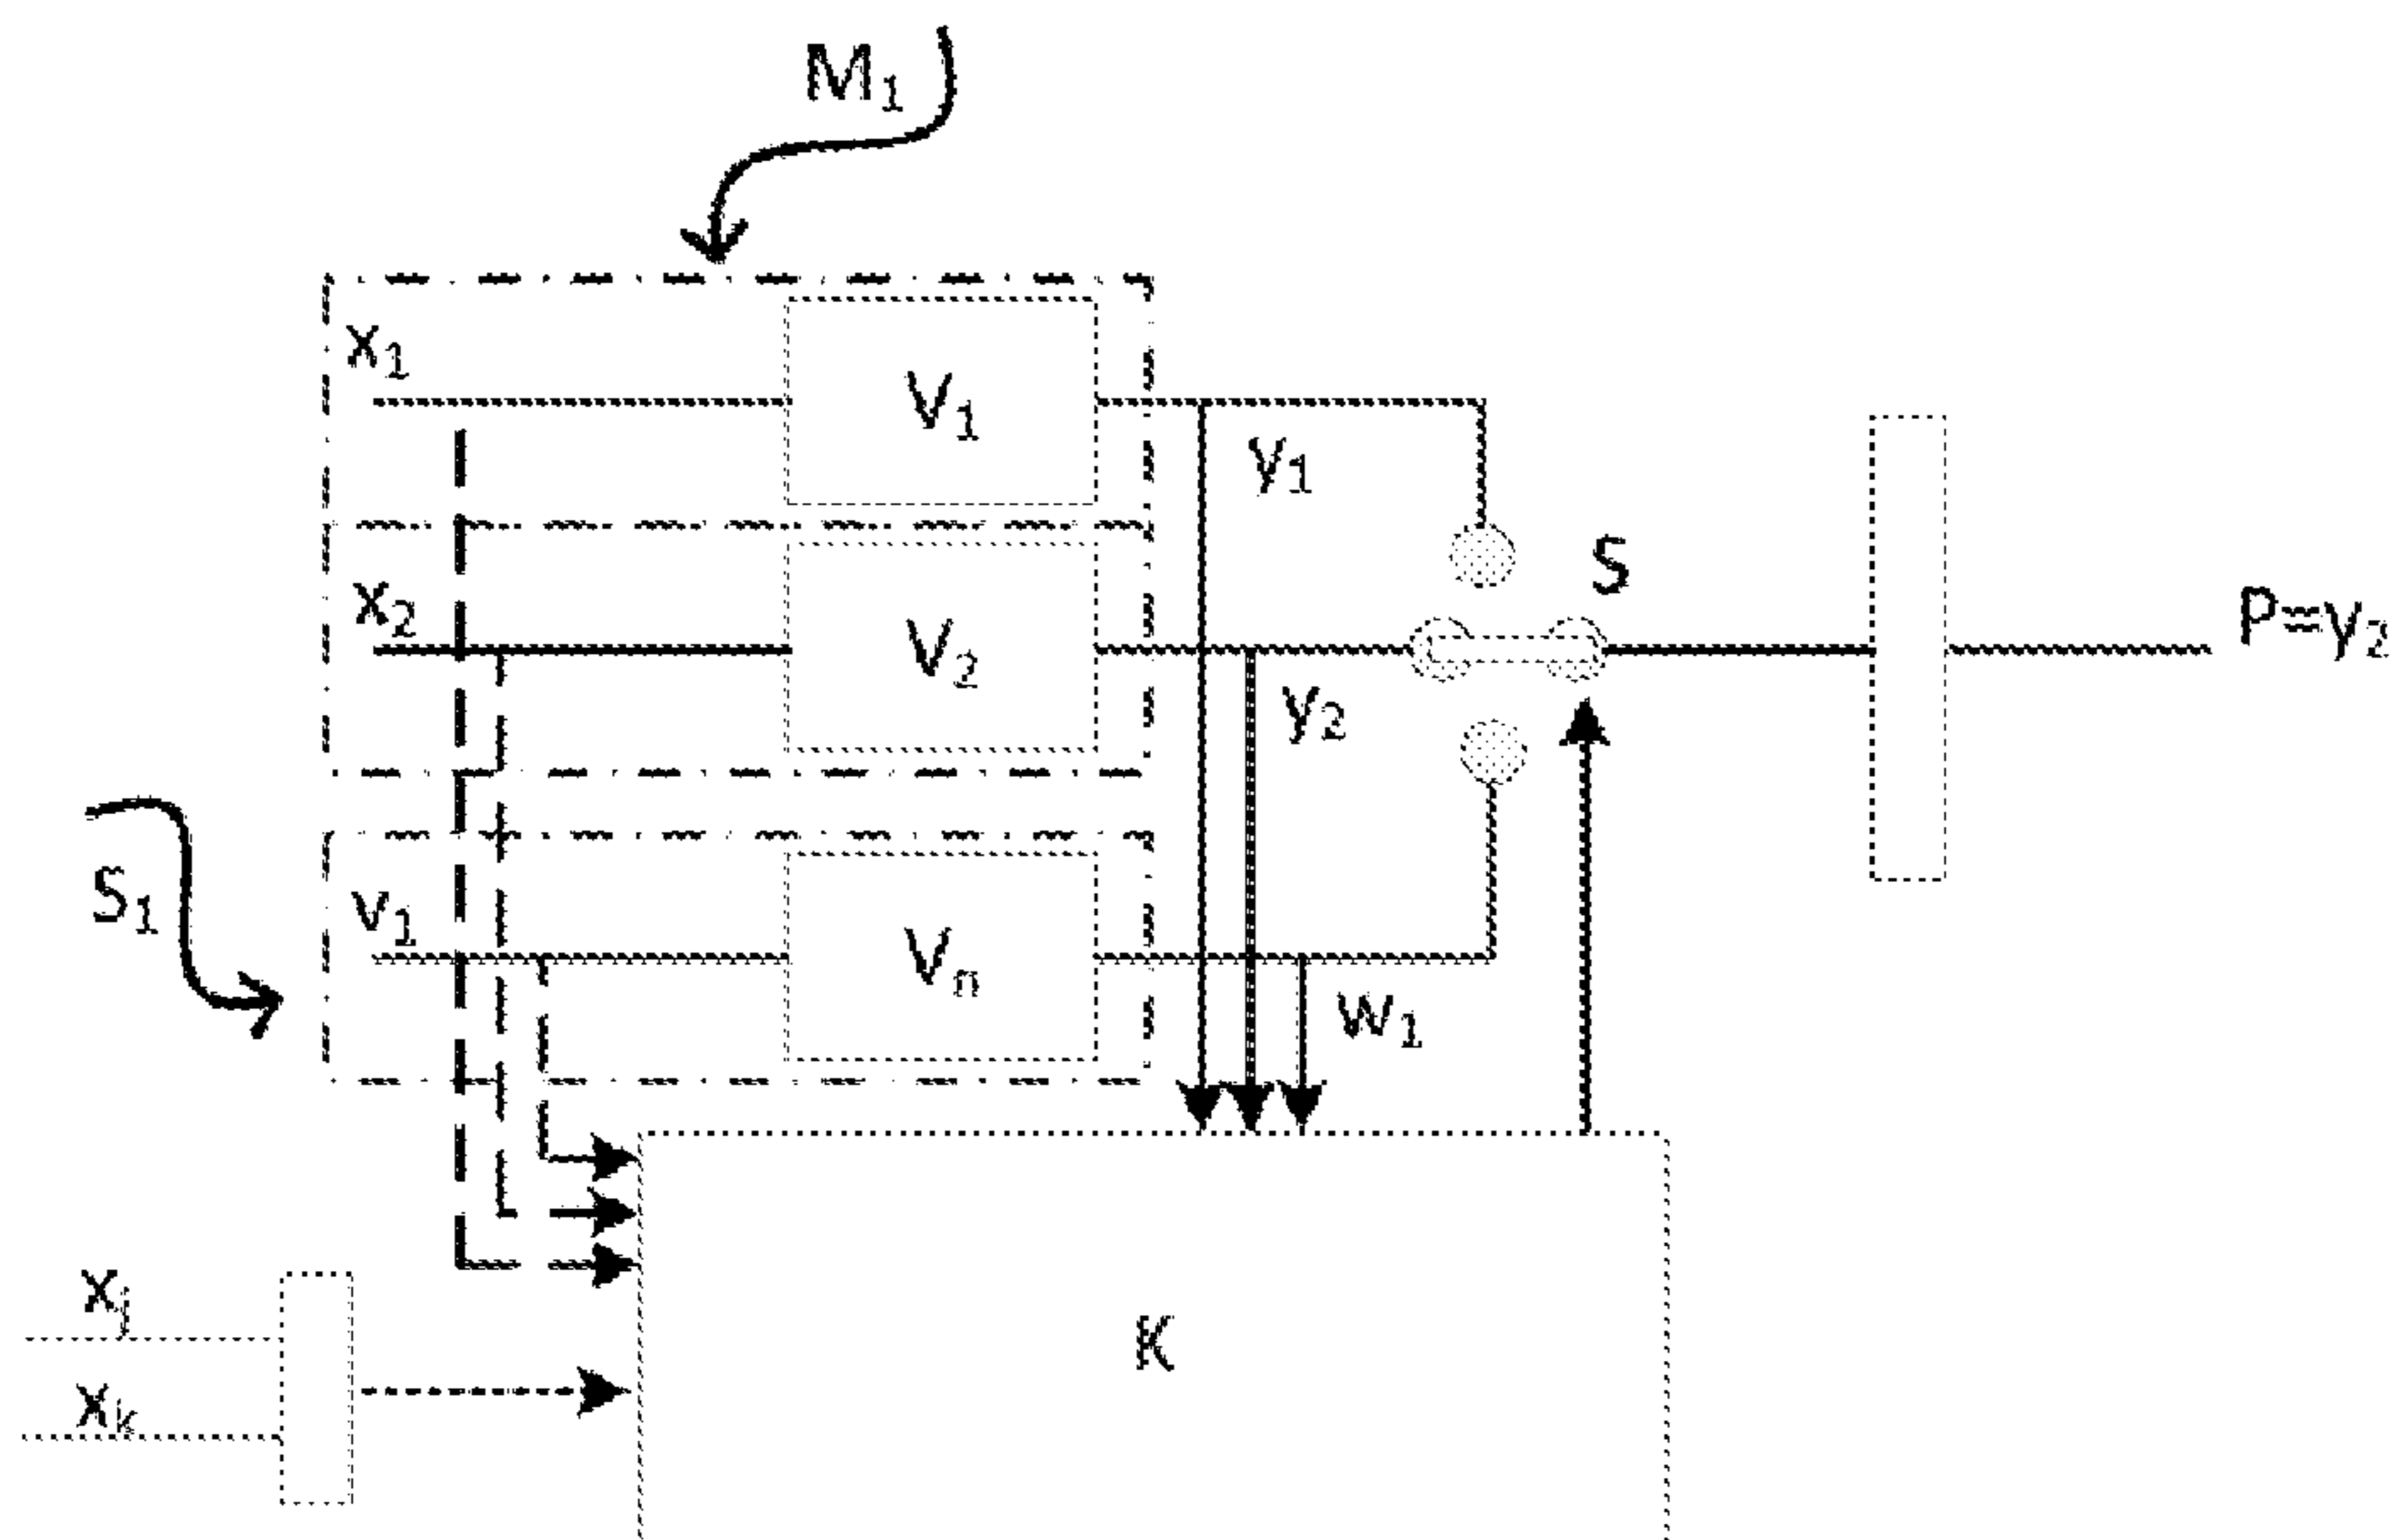 M₁
x₁
V₁
y₁
S
x₂
V₂
P=y₂
y₂
S₁
v₁
Vₙ
w₁
xⱼ
K
xₖ